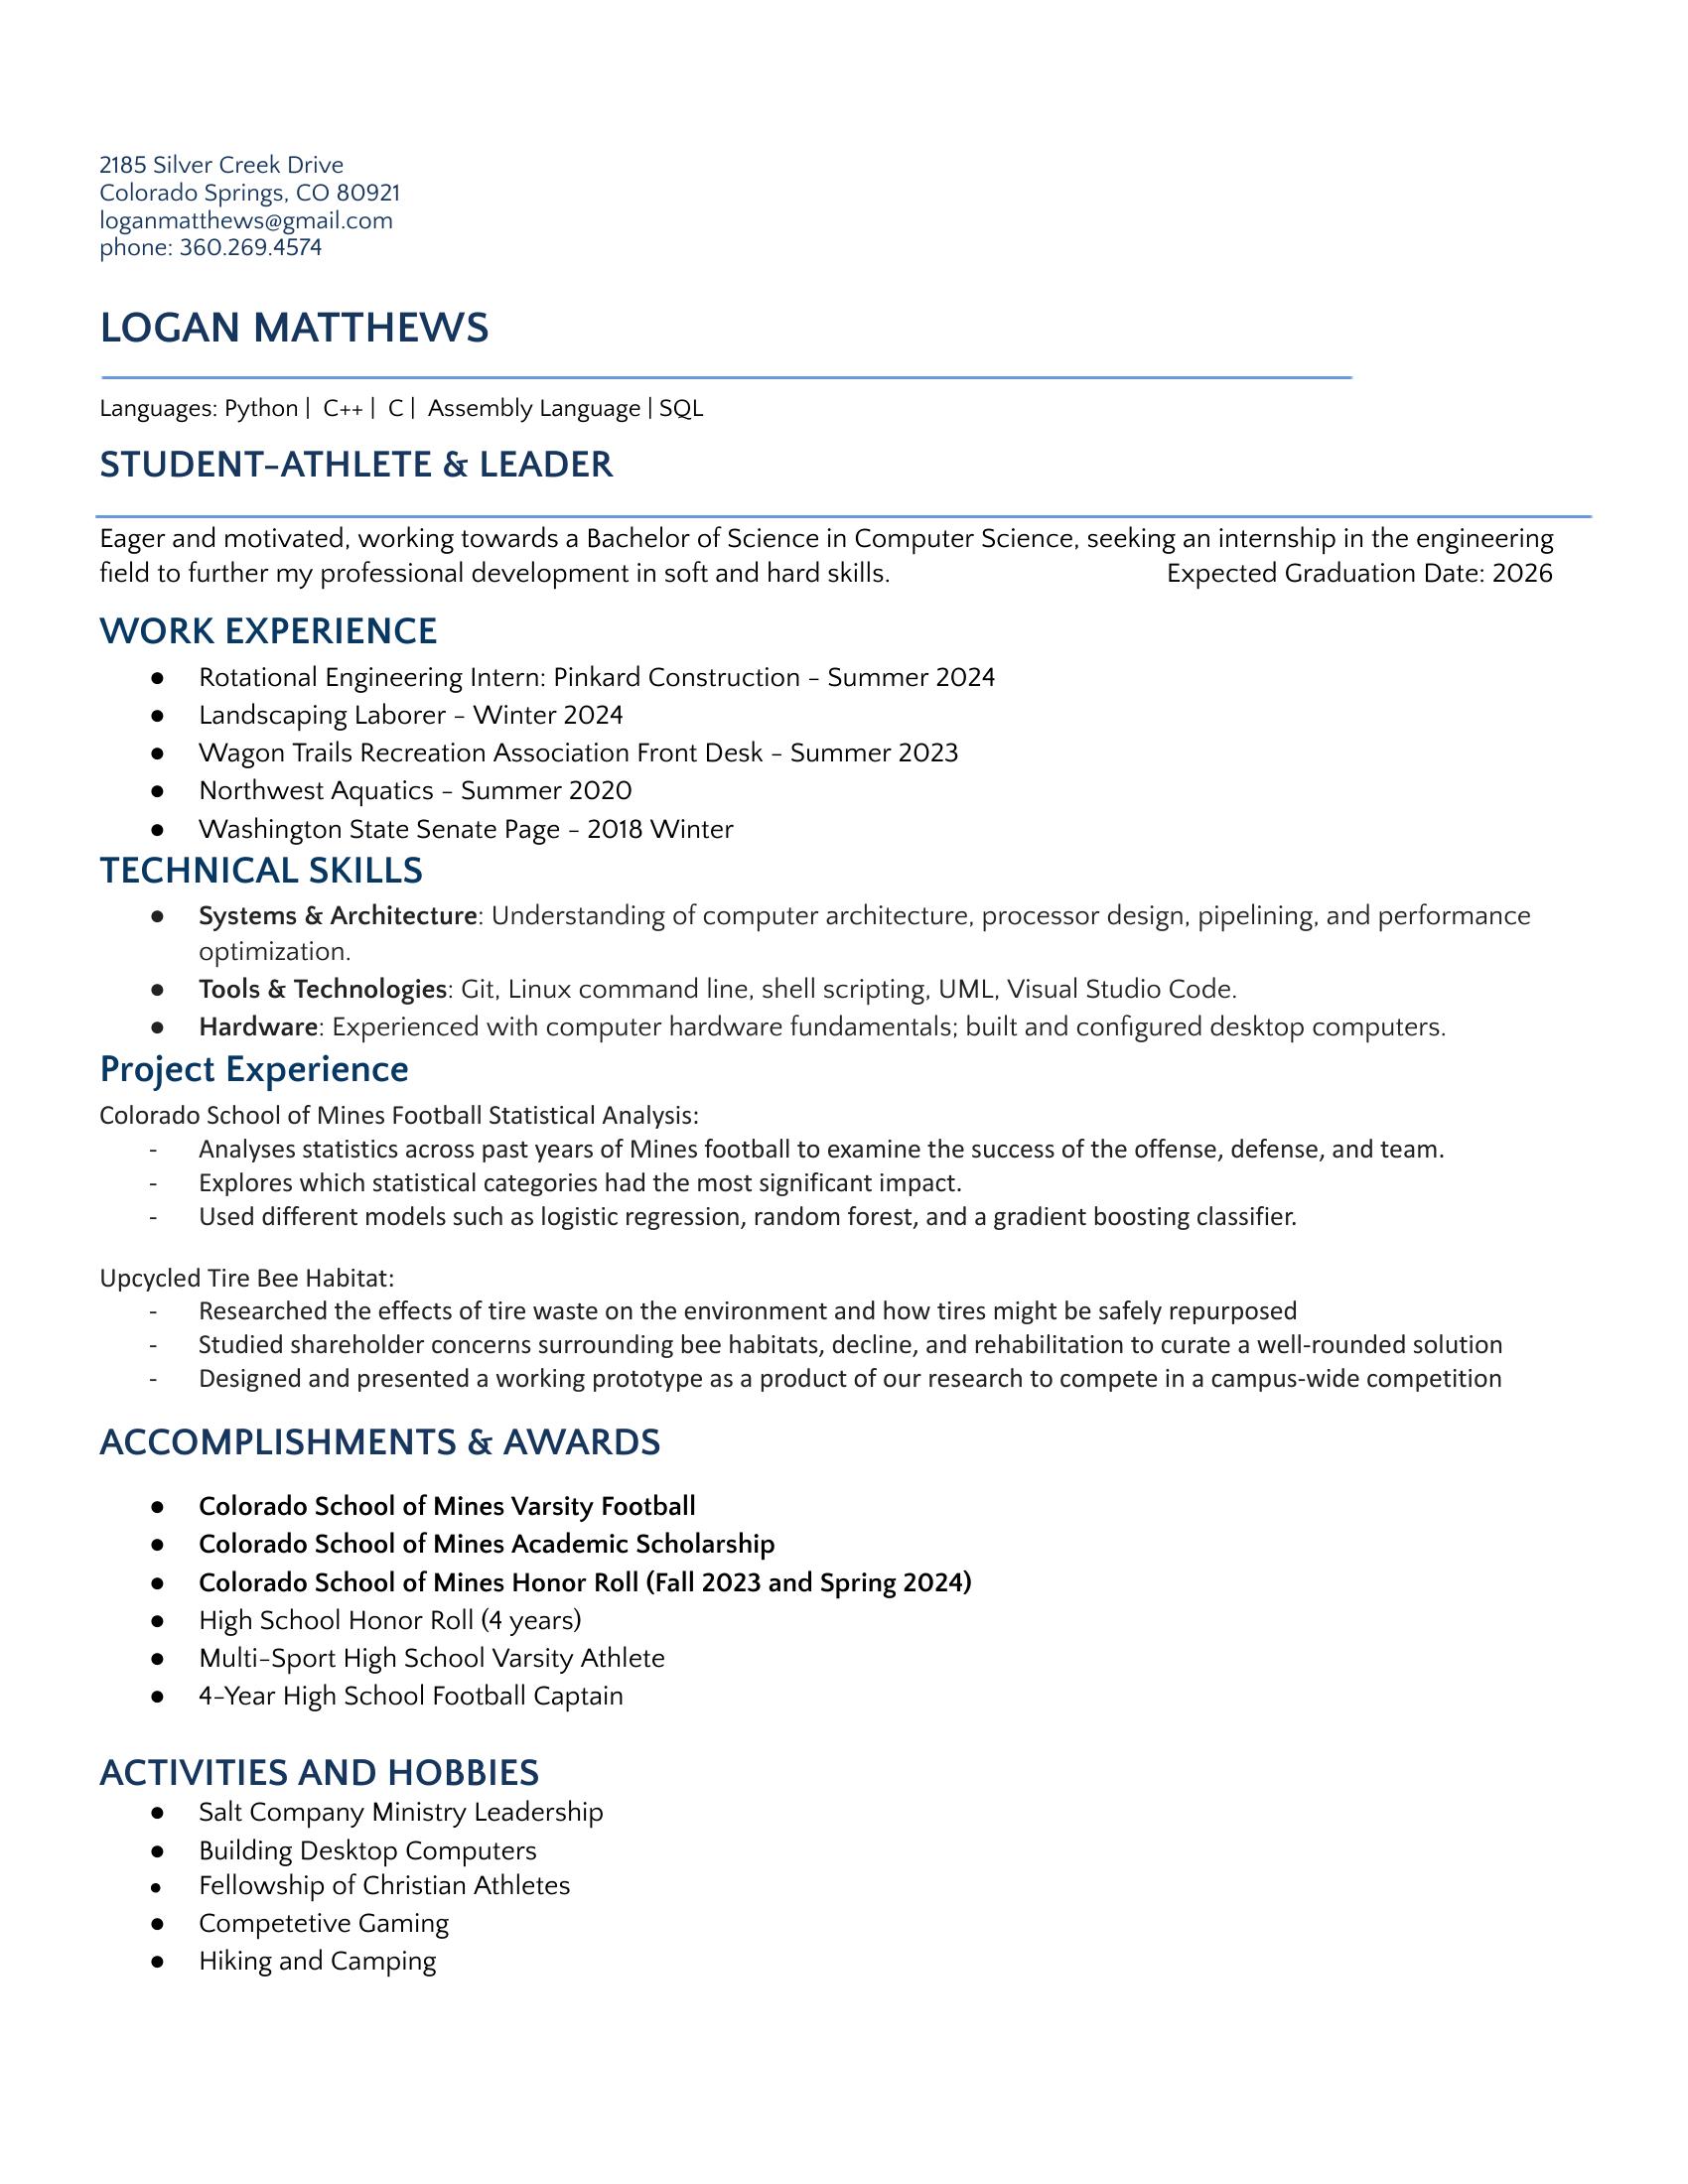 2185 Silver Creek Drive
Colorado Springs, CO 80921
loganmatthews@gmail.com
phone: 360.269.4574
LOGAN MATTHEWS
Languages: Python | C++ | C | Assembly Language | SQL
STUDENT-ATHLETE & LEADER
Eager and motivated, working towards a Bachelor of Science in Computer Science, seeking an internship in the engineering
field to further my professional development in soft and hard skills. Expected Graduation Date: 2026
WORK EXPERIENCE
● Rotational Engineering Intern: Pinkard Construction - Summer 2024
● Landscaping Laborer - Winter 2024
● Wagon Trails Recreation Association Front Desk - Summer 2023
● Northwest Aquatics - Summer 2020
● Washington State Senate Page - 2018 Winter
TECHNICAL SKILLS
● Systems & Architecture: Understanding of computer architecture, processor design, pipelining, and performance
optimization.
● Tools & Technologies: Git, Linux command line, shell scripting, UML, Visual Studio Code.
● Hardware: Experienced with computer hardware fundamentals; built and configured desktop computers.
Project Experience
Colorado School of Mines Football Statistical Analysis:
- Analyses statistics across past years of Mines football to examine the success of the offense, defense, and team.
- Explores which statistical categories had the most significant impact.
- Used different models such as logistic regression, random forest, and a gradient boosting classifier.
Upcycled Tire Bee Habitat:
- Researched the effects of tire waste on the environment and how tires might be safely repurposed
- Studied shareholder concerns surrounding bee habitats, decline, and rehabilitation to curate a well-rounded solution
- Designed and presented a working prototype as a product of our research to compete in a campus-wide competition
ACCOMPLISHMENTS & AWARDS
● Colorado School of Mines Varsity Football
● Colorado School of Mines Academic Scholarship
● Colorado School of Mines Honor Roll (Fall 2023 and Spring 2024)
● High School Honor Roll (4 years)
● Multi-Sport High School Varsity Athlete
● 4-Year High School Football Captain
ACTIVITIES AND HOBBIES
● Salt Company Ministry Leadership
● Building Desktop Computers
● Fellowship of Christian Athletes
● Competetive Gaming
● Hiking and Camping